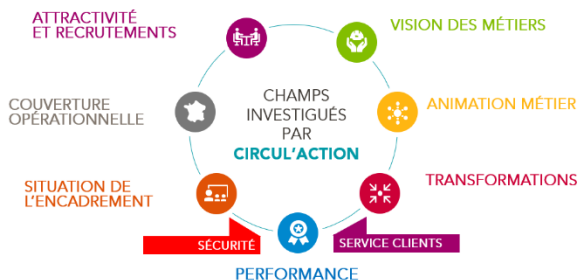 ATTRACTIVITÉ
ET RECRUTEMENTS
VISION DES MÉTIERS
COUVERTURE
OPÉRATIONNELLE
CHAMPS
INVESTIGUÉS
PAR
CIRCUL'ACTION
ANIMATION MÉTIER
SITUATION DE
L'ENCADREMENT
TRANSFORMATIONS
SÉCURITÉ
SERVICE CLIENTS
PERFORMANCE